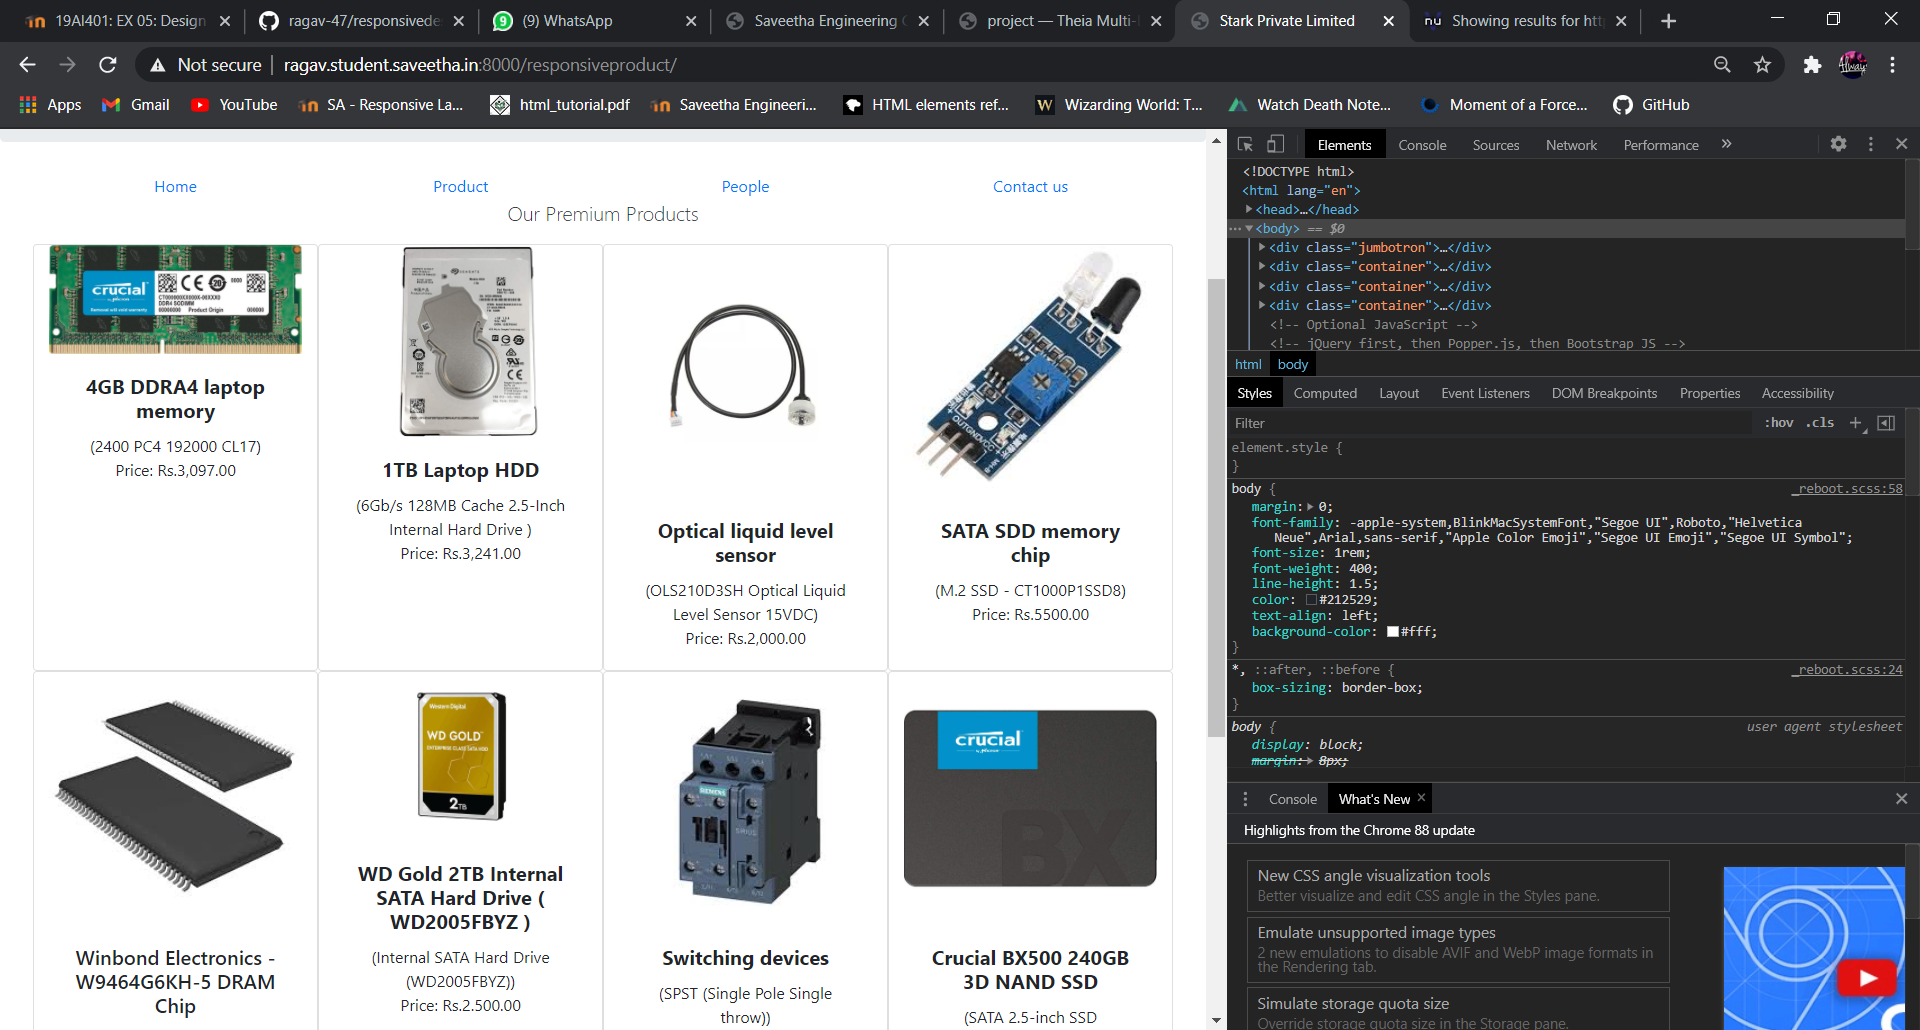 19AI401: EX 05: Design
ragav-47/responsivede
(9) WhatsApp
Saveetha Engineering C
project — Theia Multi-
Stark Private Limited
nu Showing results for htt
Not secure | ragav.student.saveetha.in:8000/responsiveproduct/
Apps Gmail YouTube SA - Responsive La... html_tutorial.pdf Saveetha Engineeri... HTML elements ref... W Wizarding World: T... Watch Death Note... Moment of a Force... GitHub
Home Product People Contact us
Our Premium Products
crucial
4GB DDRA4 laptop
memory
(2400 PC4 192000 CL17)
Price: Rs.3,097.00
1TB Laptop HDD
(6Gb/s 128MB Cache 2.5-Inch
Internal Hard Drive )
Price: Rs.3,241.00
Optical liquid level
sensor
(OLS210D3SH Optical Liquid
Level Sensor 15VDC)
Price: Rs.2,000.00
SATA SDD memory
chip
(M.2 SSD - CT1000P1SSD8)
Price: Rs.5500.00
Winbond Electronics -
W9464G6KH-5 DRAM
Chip
Western Digital
WD GOLD
2TB
WD Gold 2TB Internal
SATA Hard Drive (
WD2005FBYZ )
(Internal SATA Hard Drive
(WD2005FBYZ))
Price: Rs.2.500.00
SIEMENS
SIRIUS
Switching devices
(SPST (Single Pole Single
throw))
crucial
BX
Crucial BX500 240GB
3D NAND SSD
(SATA 2.5-inch SSD
Elements Console Sources Network Performance »
<!DOCTYPE html>
<html lang="en">
<head>…</head>
<body> == $0
<div class="jumbotron">…</div>
<div class="container">…</div>
<div class="container">…</div>
<div class="container">…</div>
<!-- Optional JavaScript -->
<!-- jQuery first, then Popper.js, then Bootstrap JS -->
html body
Styles Computed Layout Event Listeners DOM Breakpoints Properties Accessibility
Filter :hov .cls +
element.style {
}
body { _reboot.scss:58
margin: 0;
font-family: -apple-system,BlinkMacSystemFont,"Segoe UI",Roboto,"Helvetica
Neue",Arial,sans-serif,"Apple Color Emoji","Segoe UI Emoji","Segoe UI Symbol";
font-size: 1rem;
font-weight: 400;
line-height: 1.5;
color: #212529;
text-align: left;
background-color: #fff;
}
*, ::after, ::before { _reboot.scss:24
box-sizing: border-box;
}
body { user agent stylesheet
display: block;
margin: 8px;
Console What's New
Highlights from the Chrome 88 update
New CSS angle visualization tools
Better visualize and edit CSS angle in the Styles pane.
Emulate unsupported image types
2 new emulations to disable AVIF and WebP image formats in
the Rendering tab.
Simulate storage quota size
Override storage quota size in the Storage pane.